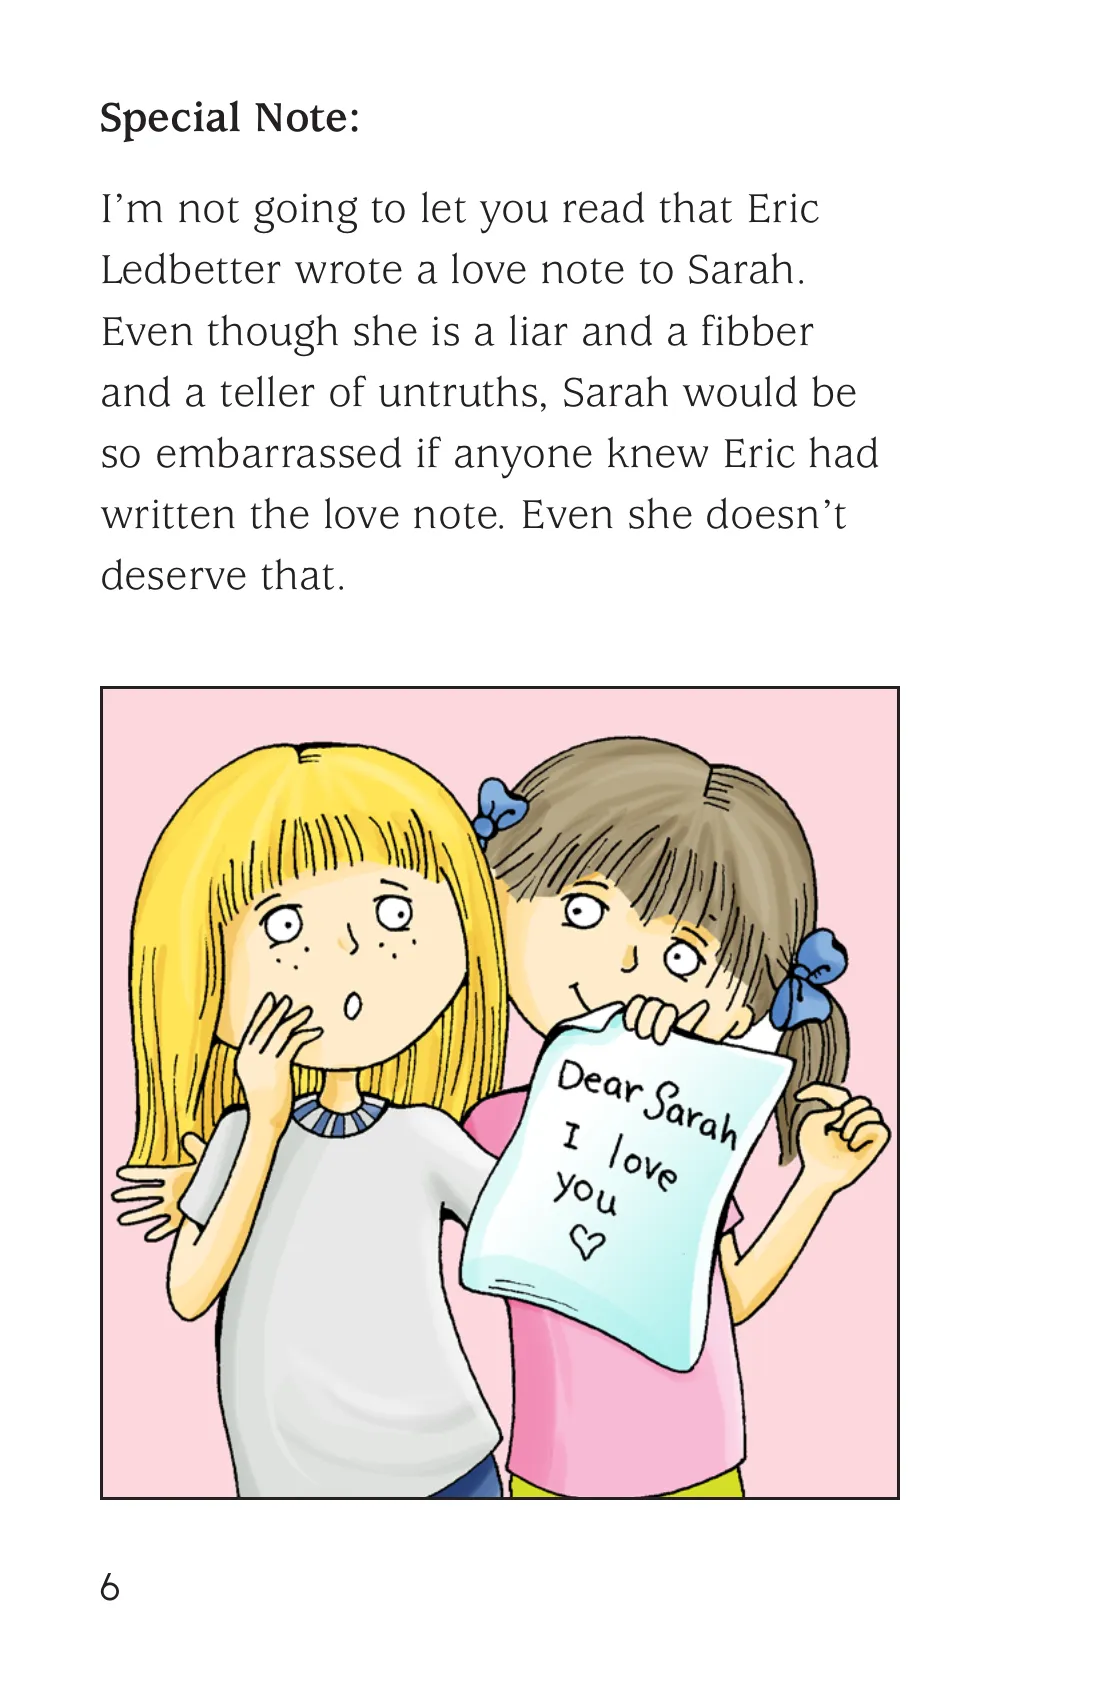 Special Note:
I’m not going to let you read that Eric
Ledbetter wrote a love note to Sarah.
Even though she is a liar and a fibber
and a teller of untruths, Sarah would be
so embarrassed if anyone knew Eric had
written the love note. Even she doesn’t
deserve that.
Dear Sarah
I love
you
6